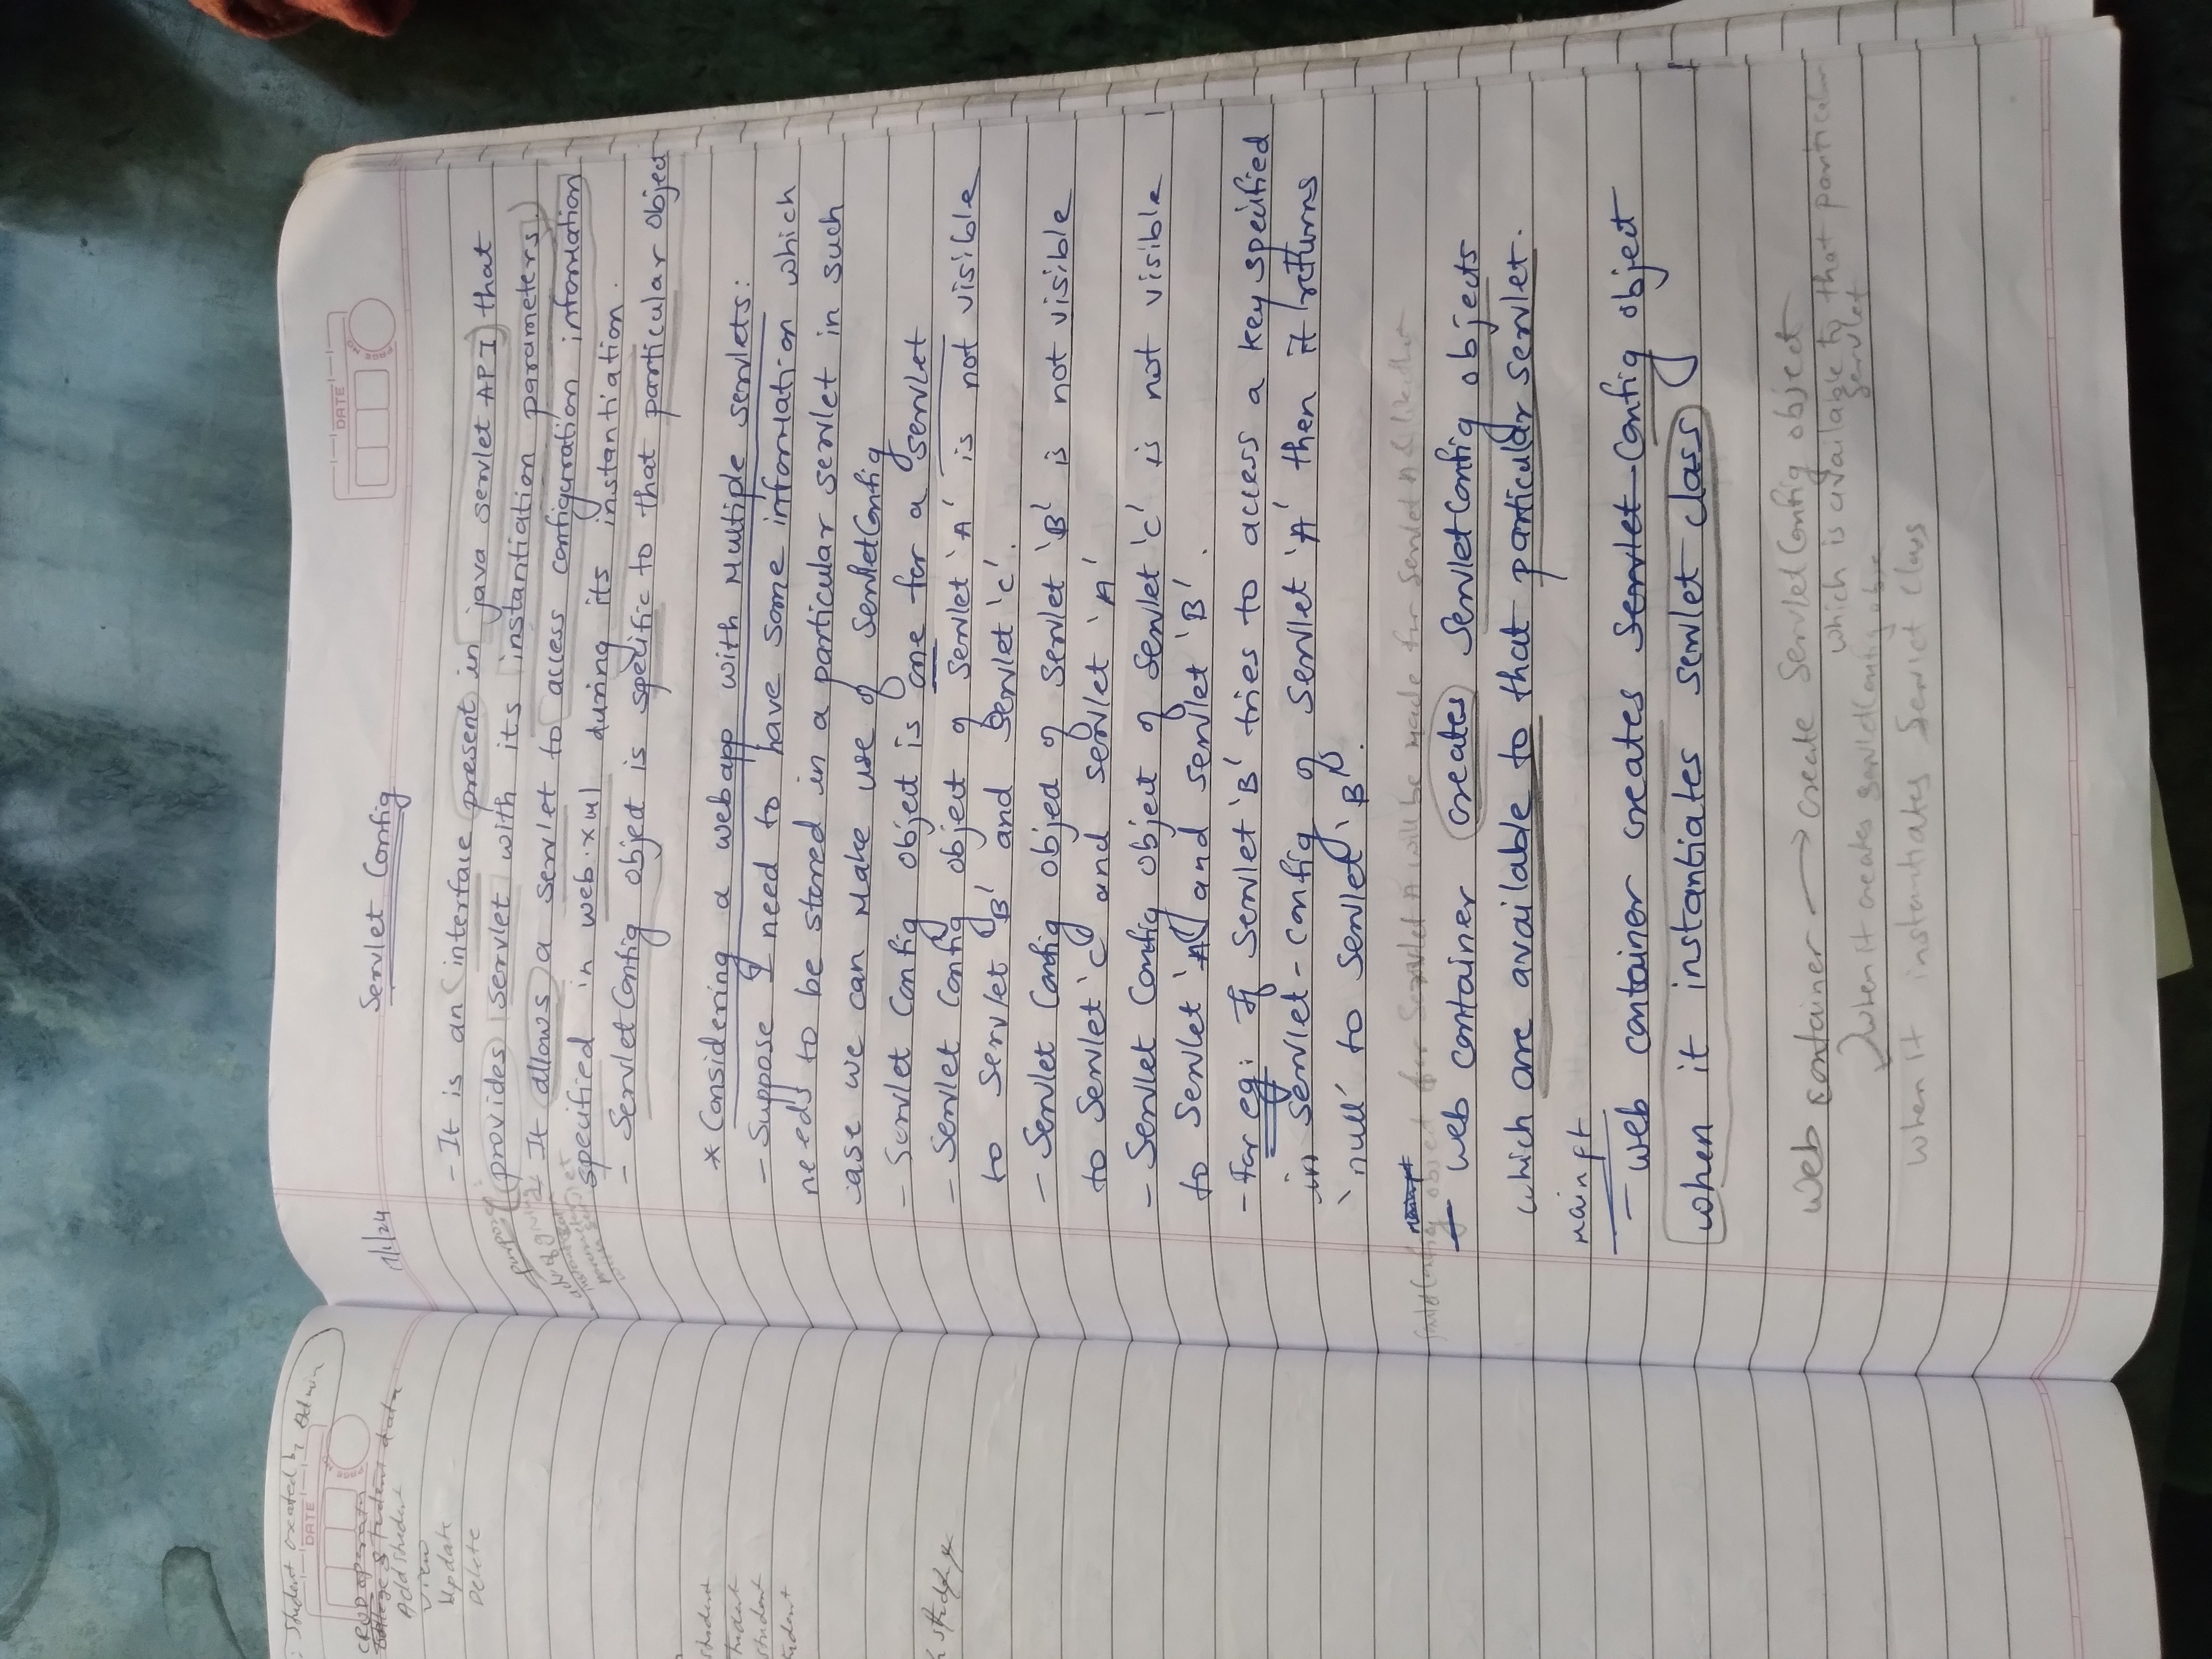 : Student created by Admin
DATE
CRUD operatn
College Student data
Add student
View
Update
Delete
student
student
student
student
DATE
PAGE NO
1/1/24
Servlet Config
- It is an interface present in java servlet API that
purpose
provides servlet with its instantiation parameters.
- It allows a servlet to access configuration information
specified in web.xml during its instantiation.
- ServletConfig object is specific to that particular object
* Considering a webapp with Multiple servlets:
- Suppose I need to have some information which
needs to be stored in a particular servlet in such
case we can make use of ServletConfig
- Servlet Config object is one for a servlet
- Servlet Config object of Servlet 'A' is not visible
to Servlet 'B' and Servlet 'C'.
- Servlet Config object of Servlet 'B' is not visible
to Servlet 'C' and servlet 'A'
- Servlet Config object of Servlet 'C' is not visible
to Servlet 'A' and servlet 'B'.
- For eg: If Servlet 'B' tries to access a key specified
in Servlet-config of Servlet 'A' then it returns
'null' to Servlet 'B'.
ServletConfig object for Servlet A will be made for Servlet A & like that
- Web container creates ServletConfig objects
which are available to that particular servlet.
Main pt
- Web container creates Servlet Config object
when it instantiates servlet class
Web container → create ServletConfig object
which is available to that particular
servlet
when it creates ServletConfig obje
when it instantiates Servlet Class